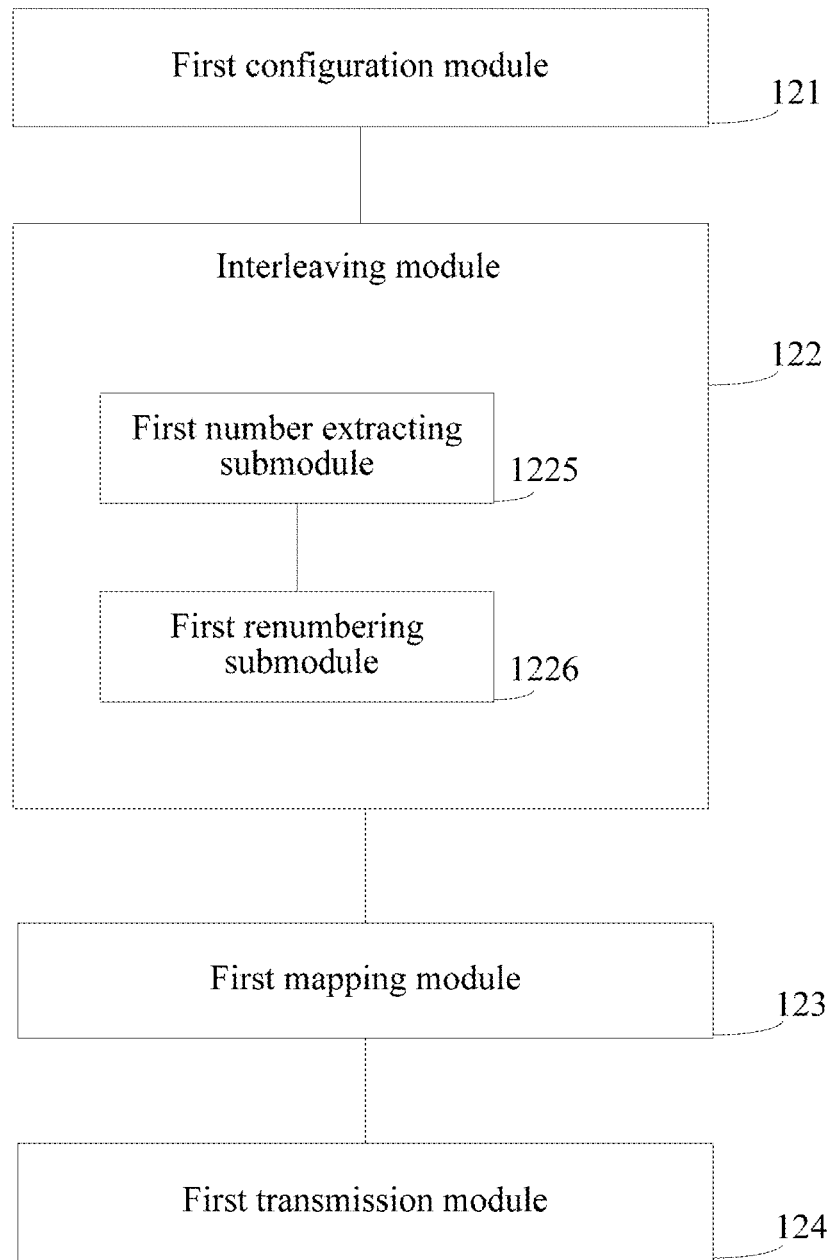 First configuration module
121
Interleaving module
122
First number extracting
submodule
1225
First renumbering
submodule
1226
First mapping module
123
First transmission module
124